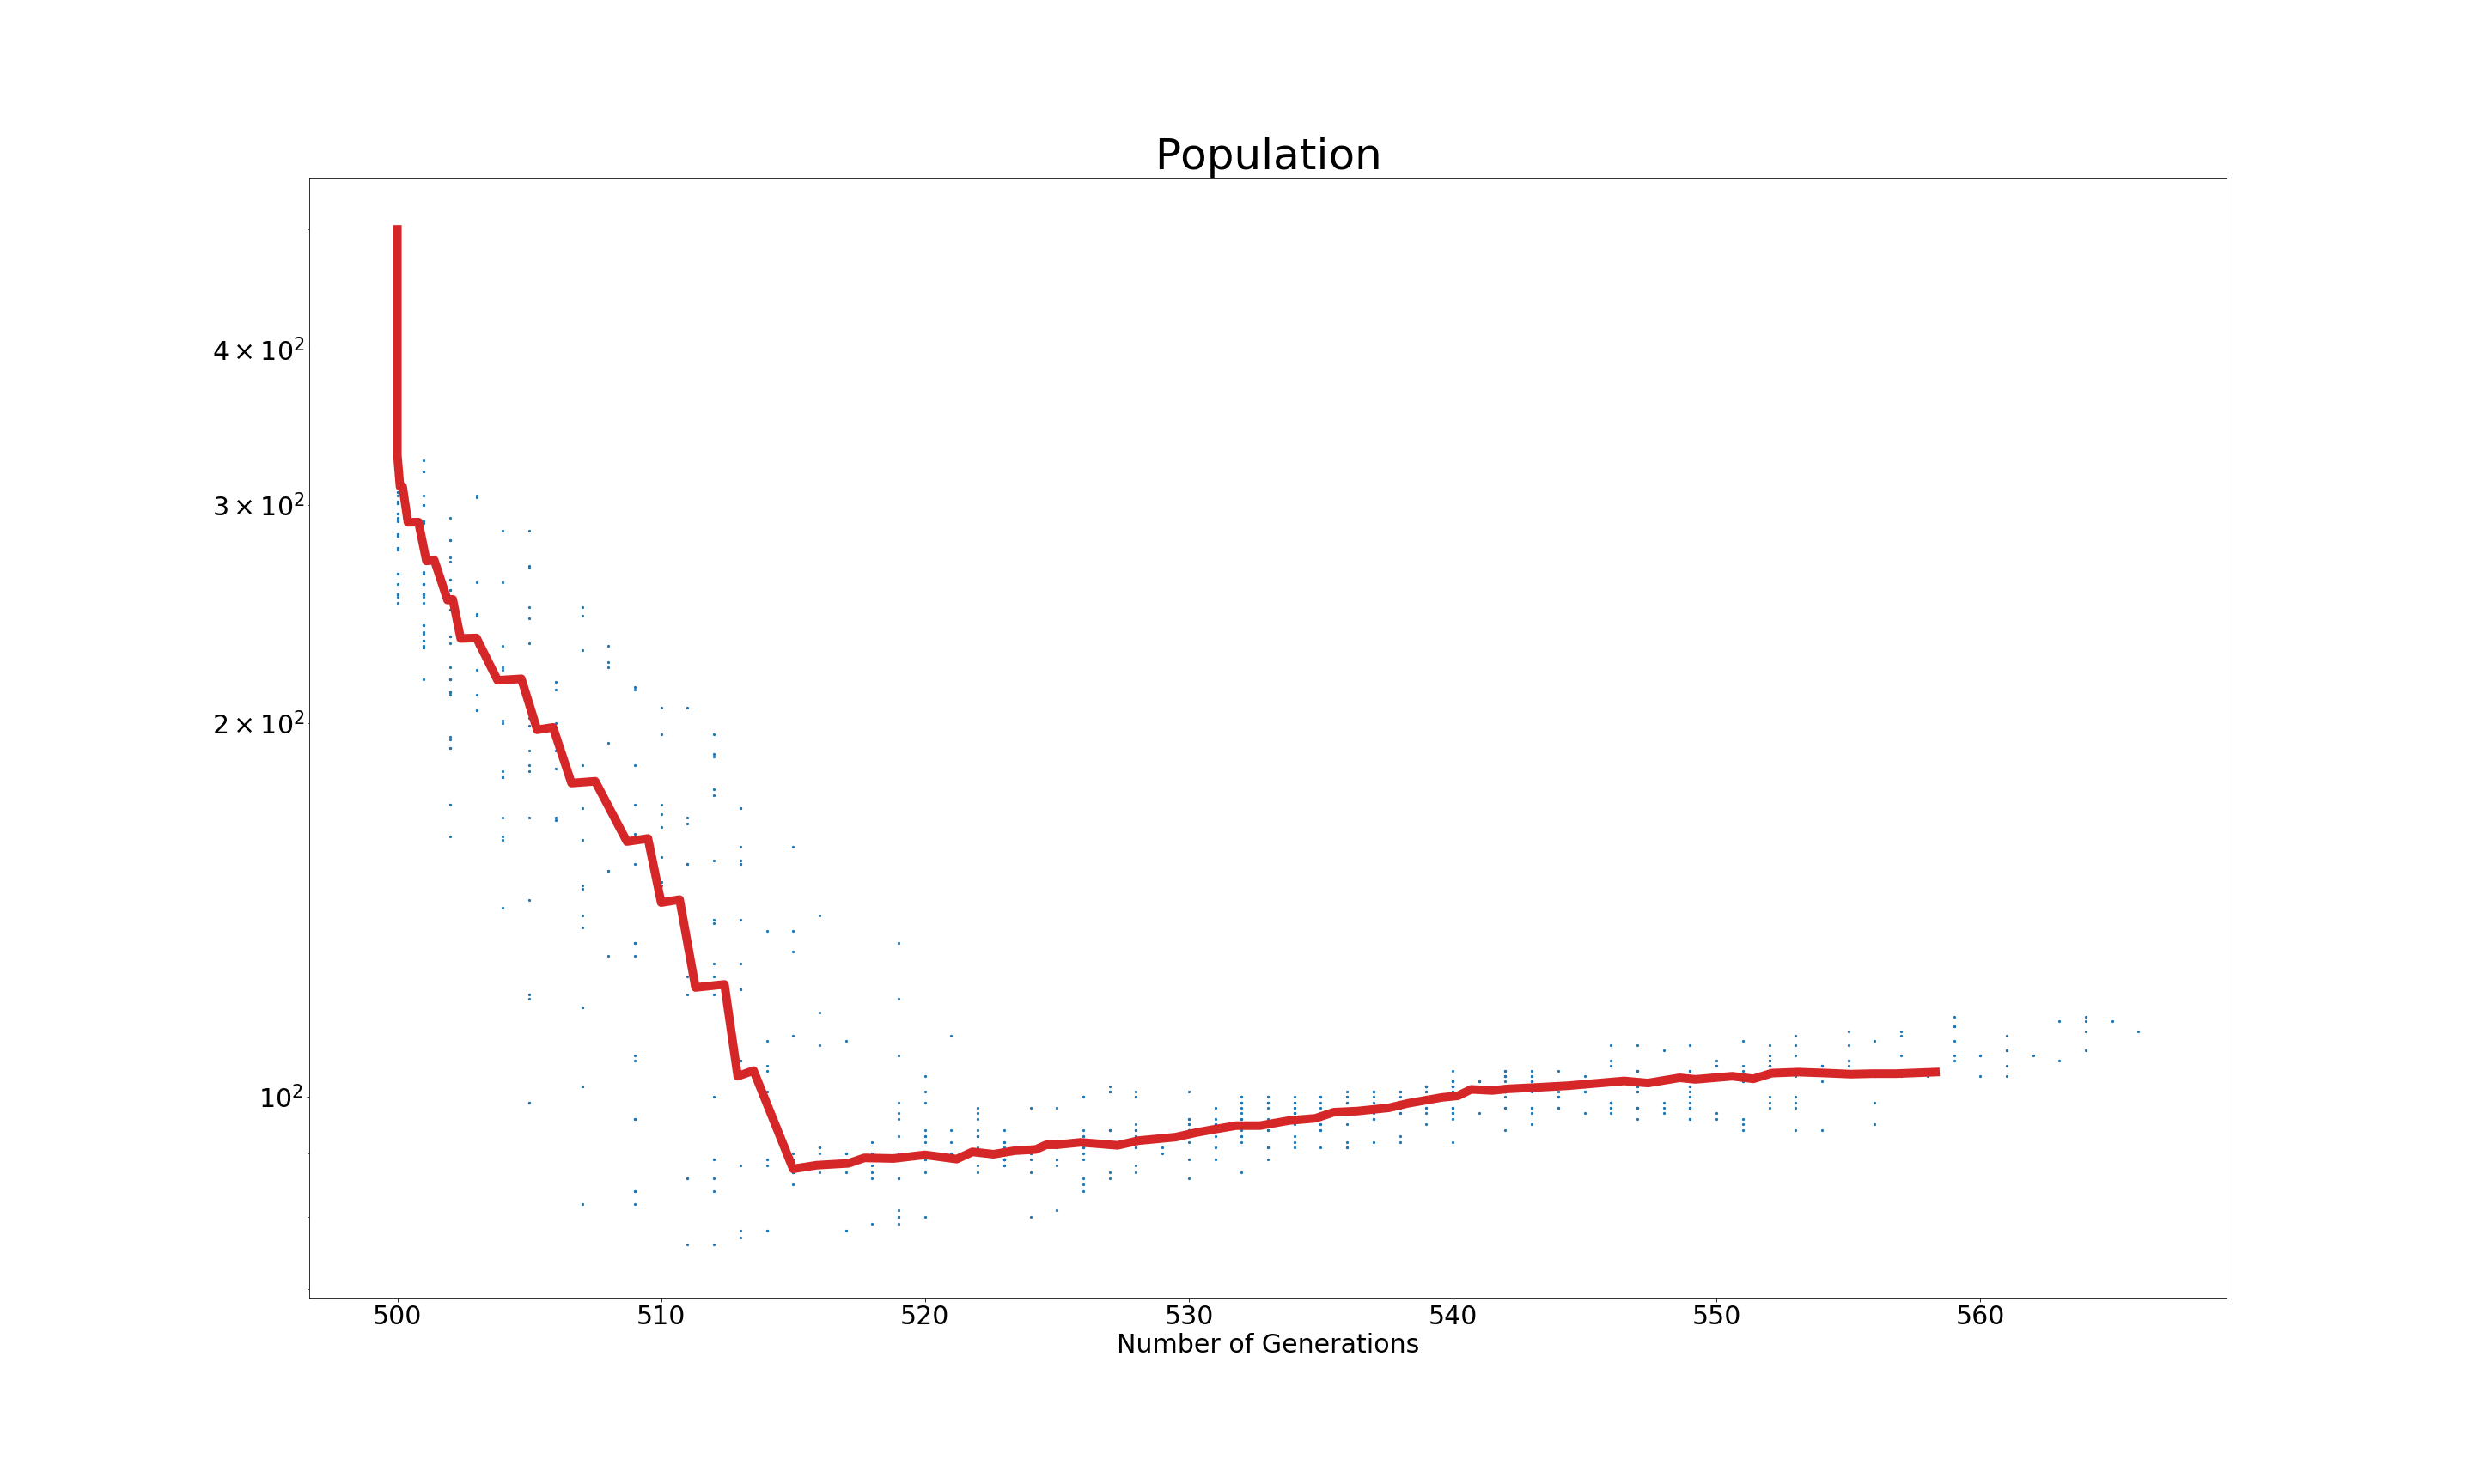 Population
4 × 10²
3 × 10²
2 × 10²
10²
500 510 520 530 540 550 560
Number of Generations